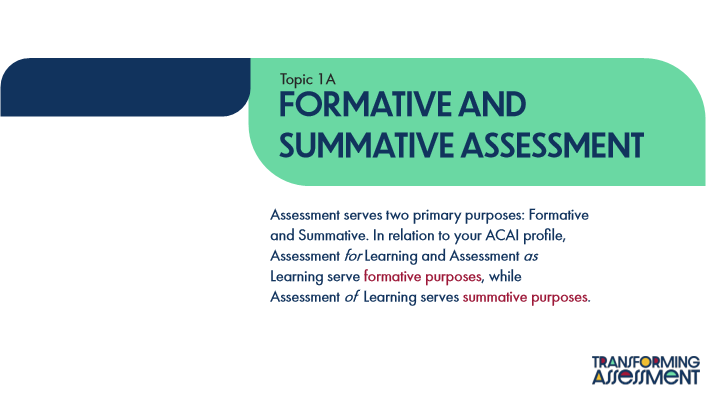 Topic 1A
FORMATIVE AND
SUMMATIVE ASSESSMENT
Assessment serves two primary purposes: Formative
and Summative. In relation to your ACAI profile,
Assessment for Learning and Assessment as
Learning serve formative purposes, while
Assessment of Learning serves summative purposes.
TRANSFORMING
ASSESSMENT